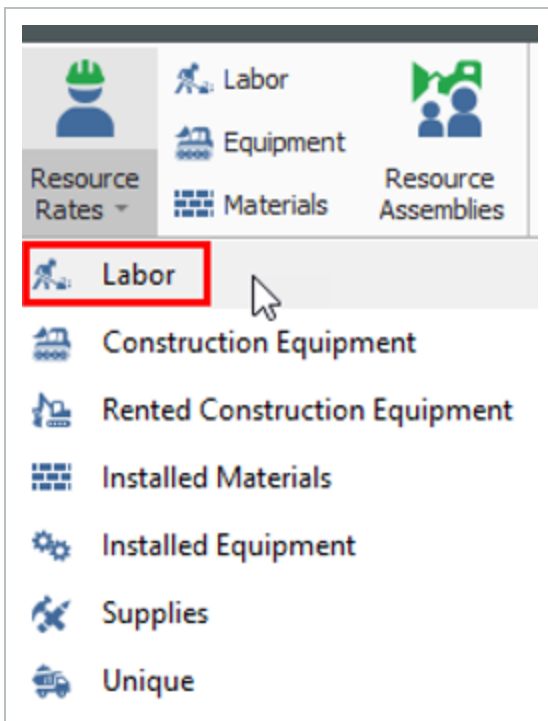 Resource
Rates
Labor
Equipment
Materials
Resource
Assemblies
Labor
Construction Equipment
Rented Construction Equipment
Installed Materials
Installed Equipment
Supplies
Unique